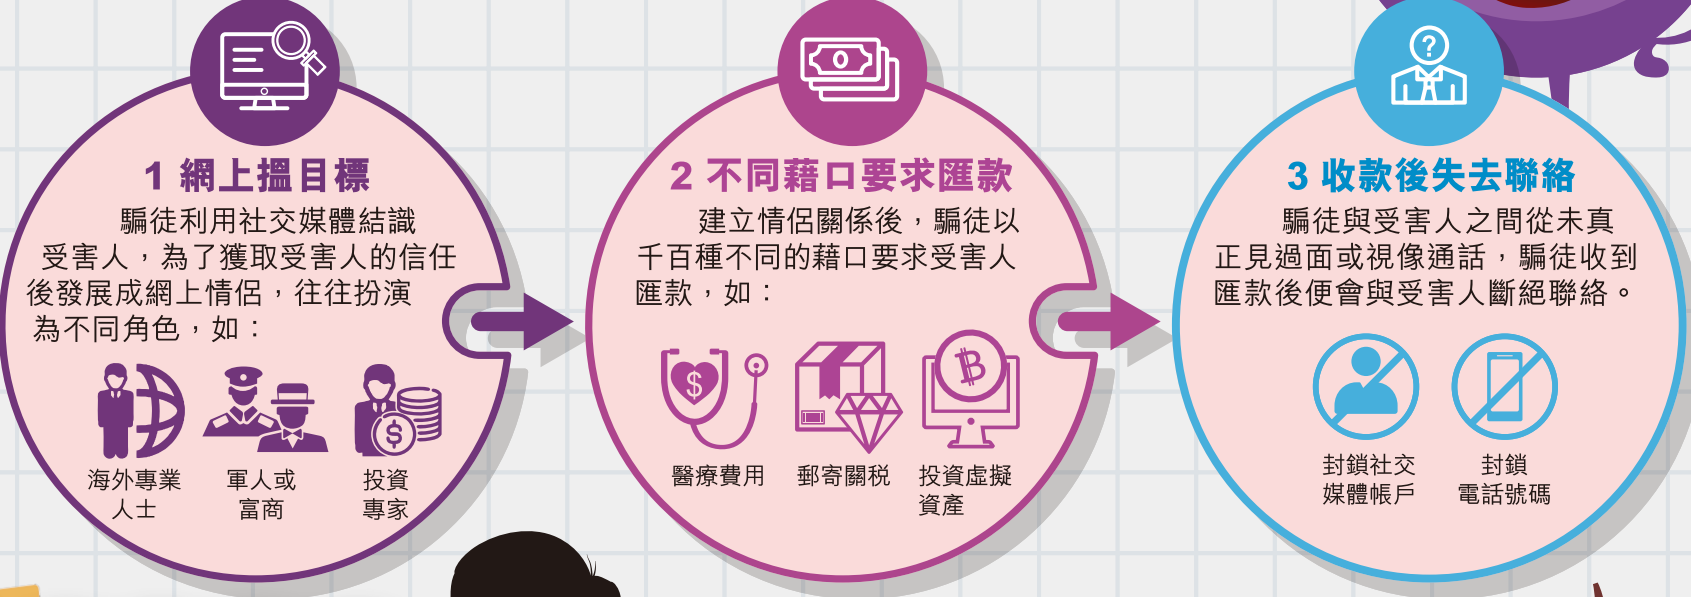 1 網上搵目標
騙徒利用社交媒體結識
受害人，為了獲取受害人的信任
後發展成網上情侶，往往扮演
為不同角色，如：
海外專業
人士
軍人或
富商
投資
專家
2 不同藉口要求匯款
建立情侶關係後，騙徒以
千百種不同的藉口要求受害人
匯款，如：
醫療費用
郵寄關税
投資虛擬
資產
3 收款後失去聯絡
騙徒與受害人之間從未真
正見過面或視像通話，騙徒收到
匯款後便會與受害人斷絕聯絡。
封鎖社交
媒體帳戶
封鎖
電話號碼